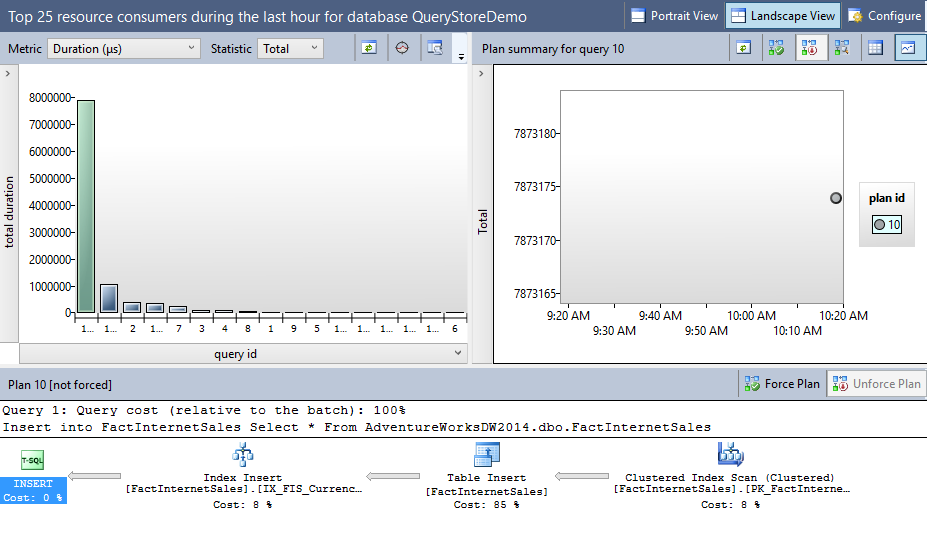 Top 25 resource consumers during the last hour for database QueryStoreDemo
Portrait View
Landscape View
Configure
Metric
Duration (µs)
Statistic
Total
Plan summary for query 10
8000000
7000000
6000000
5000000
4000000
3000000
2000000
1000000
0
total duration
1... 1... 2 1... 7 3 4 8 1 9 5 1... 1... 1... 1... 1... 6
query id
Total
7873180
7873175
7873170
7873165
9:20 AM 9:40 AM 10:00 AM 10:20 AM
9:30 AM 9:50 AM 10:10 AM
plan id
10
Plan 10 [not forced]
Force Plan
Unforce Plan
Query 1: Query cost (relative to the batch): 100%
Insert into FactInternetSales Select * From AdventureWorksDW2014.dbo.FactInternetSales
T-SQL
INSERT
Cost: 0 %
Index Insert
[FactInternetSales].[IX_FIS_Currenc…
Cost: 8 %
Table Insert
[FactInternetSales]
Cost: 85 %
Clustered Index Scan (Clustered)
[FactInternetSales].[PK_FactInterne…
Cost: 8 %